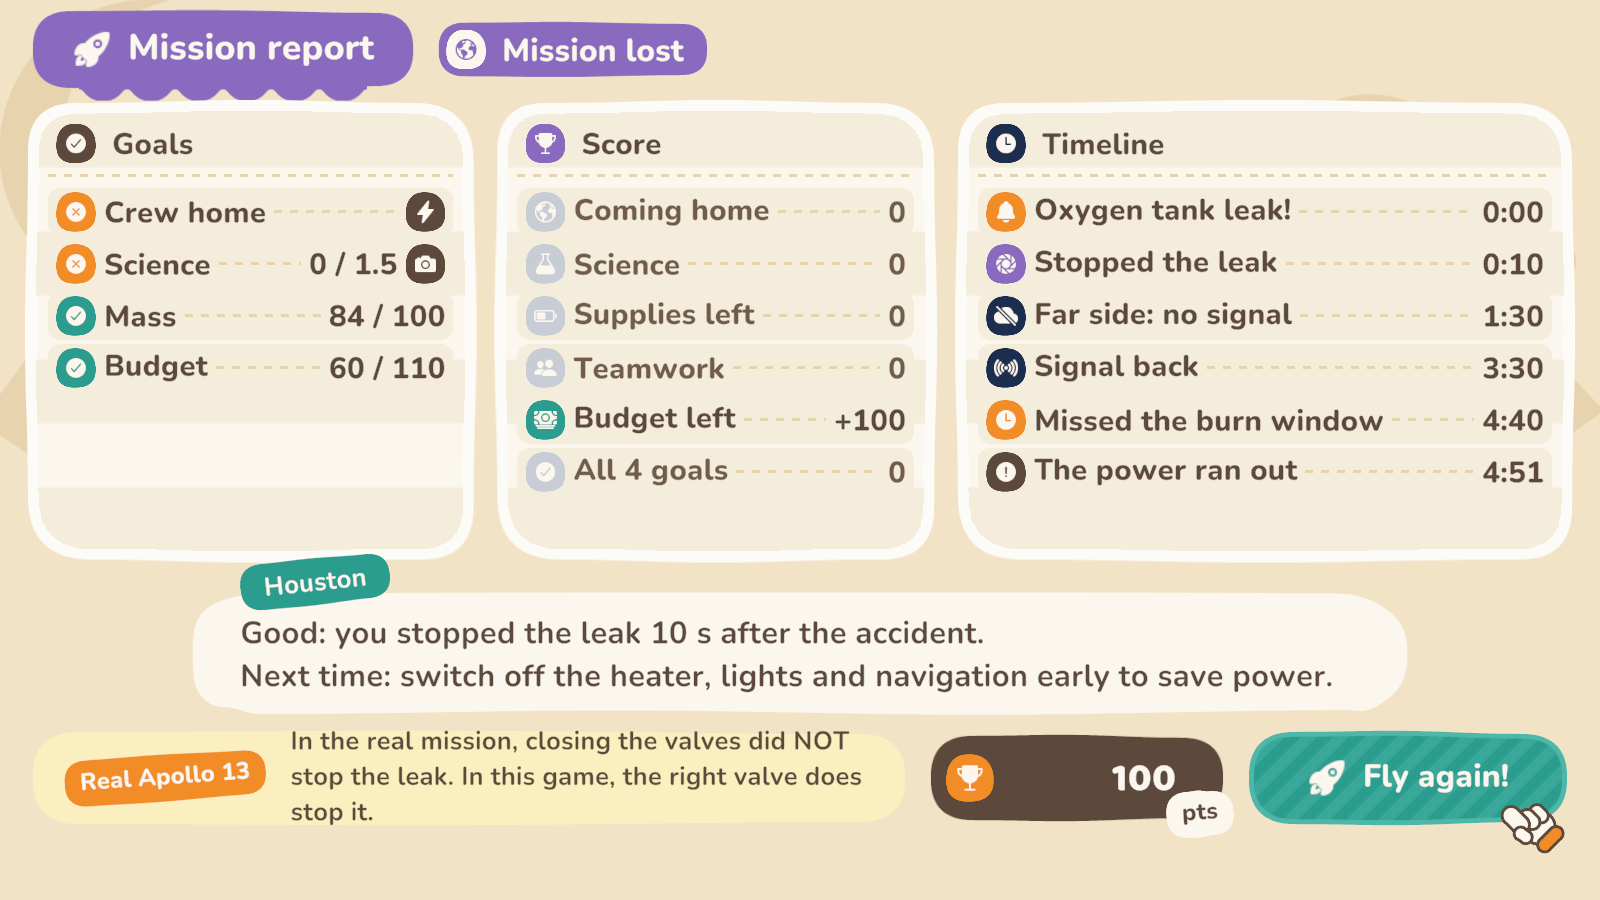 Mission report
Mission lost
Goals
Crew home
Science 0 / 1.5
Mass 84 / 100
Budget 60 / 110
Score
Coming home 0
Science 0
Supplies left 0
Teamwork 0
Budget left +100
All 4 goals 0
Timeline
Oxygen tank leak! 0:00
Stopped the leak 0:10
Far side: no signal 1:30
Signal back 3:30
Missed the burn window 4:40
The power ran out 4:51
Houston
Good: you stopped the leak 10 s after the accident.
Next time: switch off the heater, lights and navigation early to save power.
Real Apollo 13
In the real mission, closing the valves did NOT
stop the leak. In this game, the right valve does
stop it.
100
pts
Fly again!